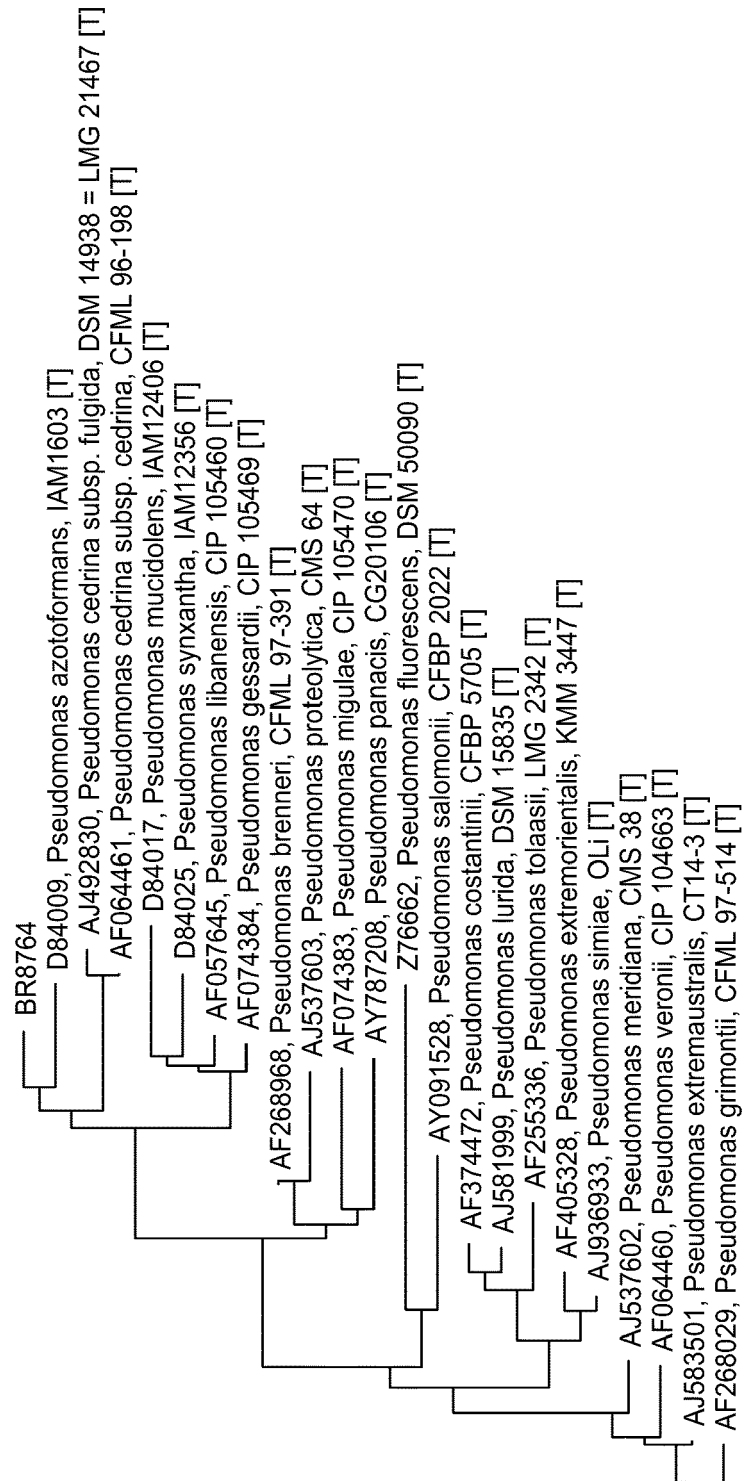 BR8764
D84009, Pseudomonas azotoformans, IAM1603 [T]
AJ492830, Pseudomonas cedrina subsp. fulgida, DSM 14938 = LMG 21467 [T]
AF064461, Pseudomonas cedrina subsp. cedrina, CFML 96-198 [T]
D84017, Pseudomonas mucidolens, IAM12406 [T]
D84025, Pseudomonas synxantha, IAM12356 [T]
AF057645, Pseudomonas libanensis, CIP 105460 [T]
AF074384, Pseudomonas gessardii, CIP 105469 [T]
AF268968, Pseudomonas brenneri, CFML 97-391 [T]
AJ537603, Pseudomonas proteolytica, CMS 64 [T]
AF074383, Pseudomonas migulae, CIP 105470 [T]
AY787208, Pseudomonas panacis, CG20106 [T]
Z76662, Pseudomonas fluorescens, DSM 50090 [T]
AY091528, Pseudomonas salomonii, CFBP 2022 [T]
AF374472, Pseudomonas costantinii, CFBP 5705 [T]
AJ581999, Pseudomonas lurida, DSM 15835 [T]
AF255336, Pseudomonas tolaasii, LMG 2342 [T]
AF405328, Pseudomonas extremorientalis, KMM 3447 [T]
AJ936933, Pseudomonas simiae, OLi [T]
AJ537602, Pseudomonas meridiana, CMS 38 [T]
AF064460, Pseudomonas veronii, CIP 104663 [T]
AJ583501, Pseudomonas extremaustralis, CT14-3 [T]
AF268029, Pseudomonas grimontii, CFML 97-514 [T]